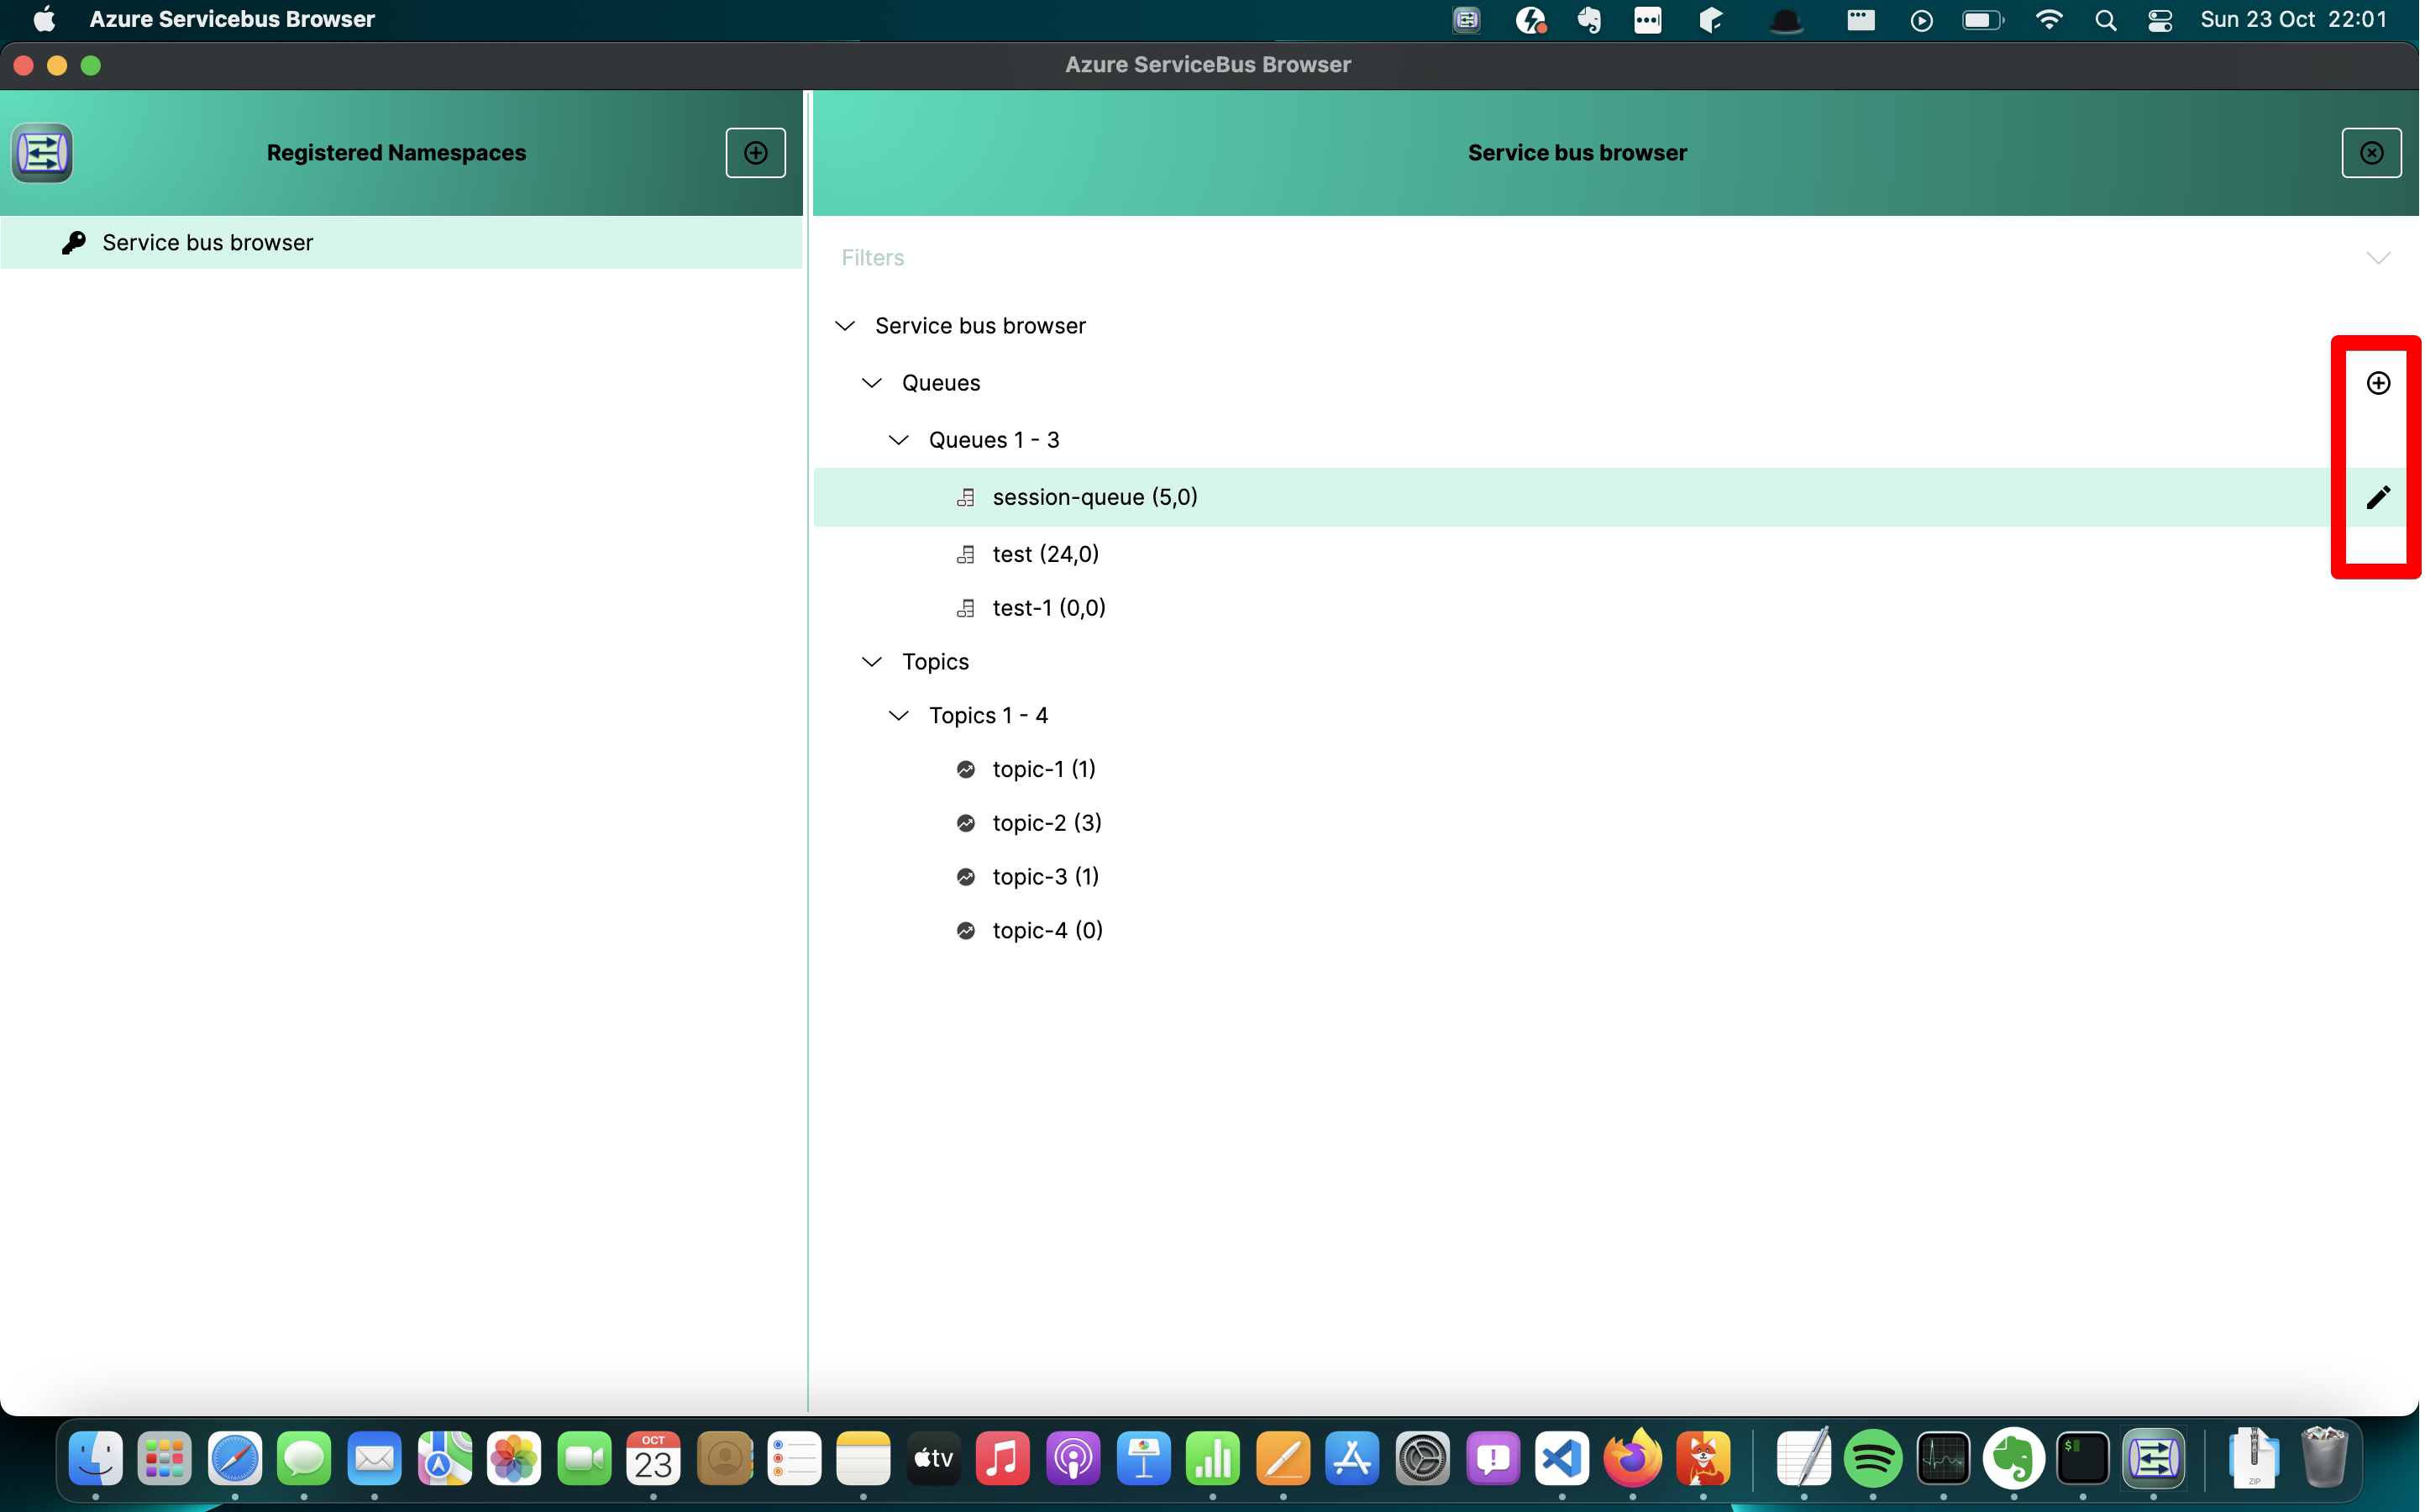 Azure Servicebus Browser
Sun 23 Oct 22:01
Azure ServiceBus Browser
Registered Namespaces
Service bus browser
Service bus browser
Filters
Service bus browser
Queues
Queues 1 - 3
session-queue (5,0)
test (24,0)
test-1 (0,0)
Topics
Topics 1 - 4
topic-1 (1)
topic-2 (3)
topic-3 (1)
topic-4 (0)
OCT
23
tv
$
ZIP